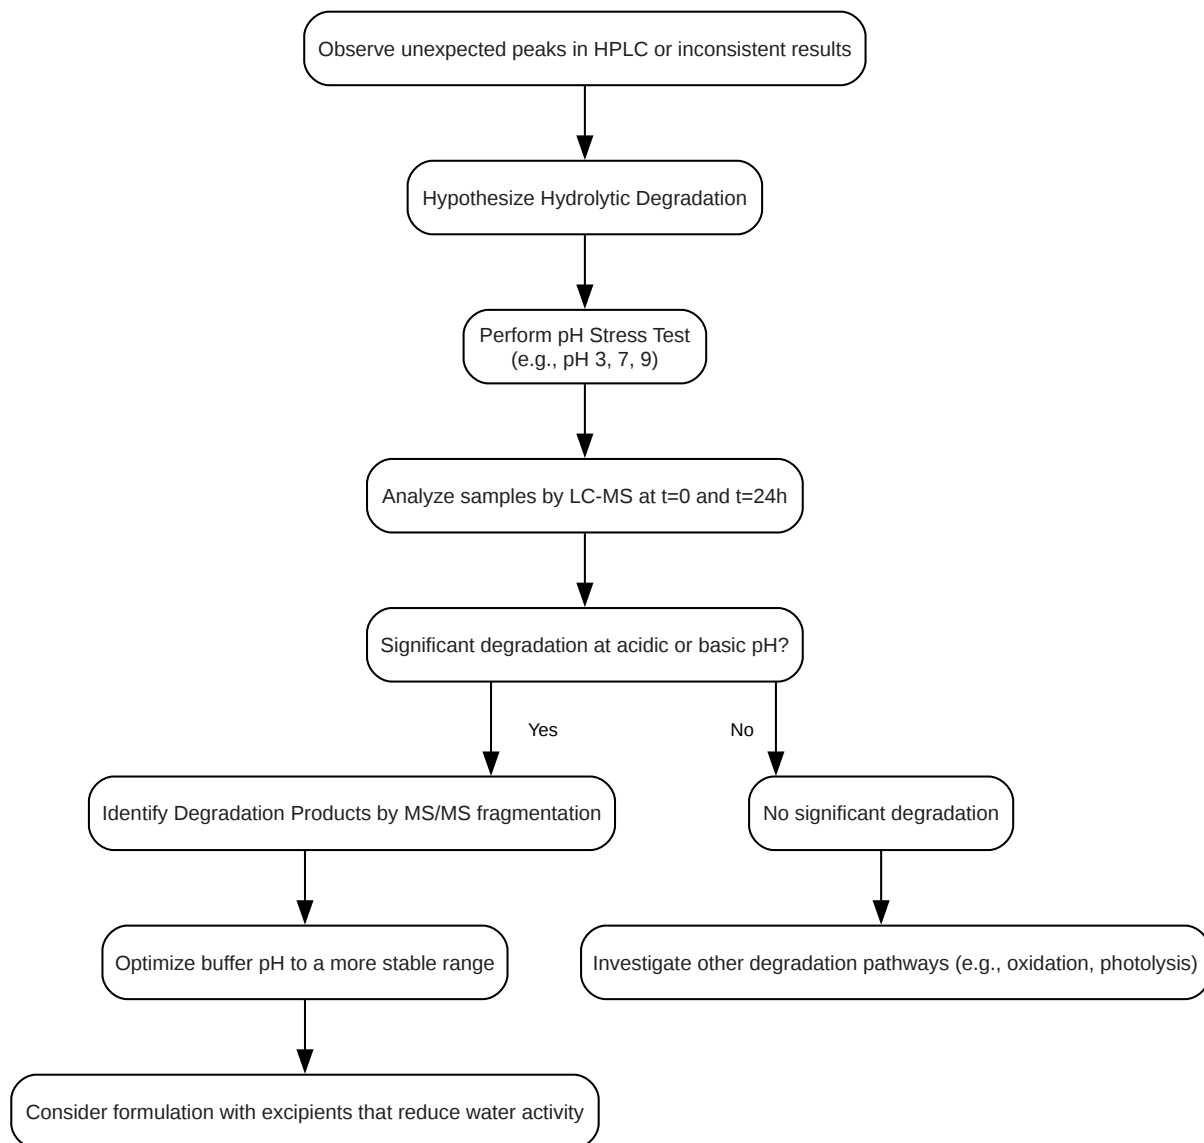 Observe unexpected peaks in HPLC or inconsistent results
Hypothesize Hydrolytic Degradation
Perform pH Stress Test
(e.g., pH 3, 7, 9)
Analyze samples by LC-MS at t=0 and t=24h
Significant degradation at acidic or basic pH?
Yes
No
Identify Degradation Products by MS/MS fragmentation
No significant degradation
Optimize buffer pH to a more stable range
Investigate other degradation pathways (e.g., oxidation, photolysis)
Consider formulation with excipients that reduce water activity